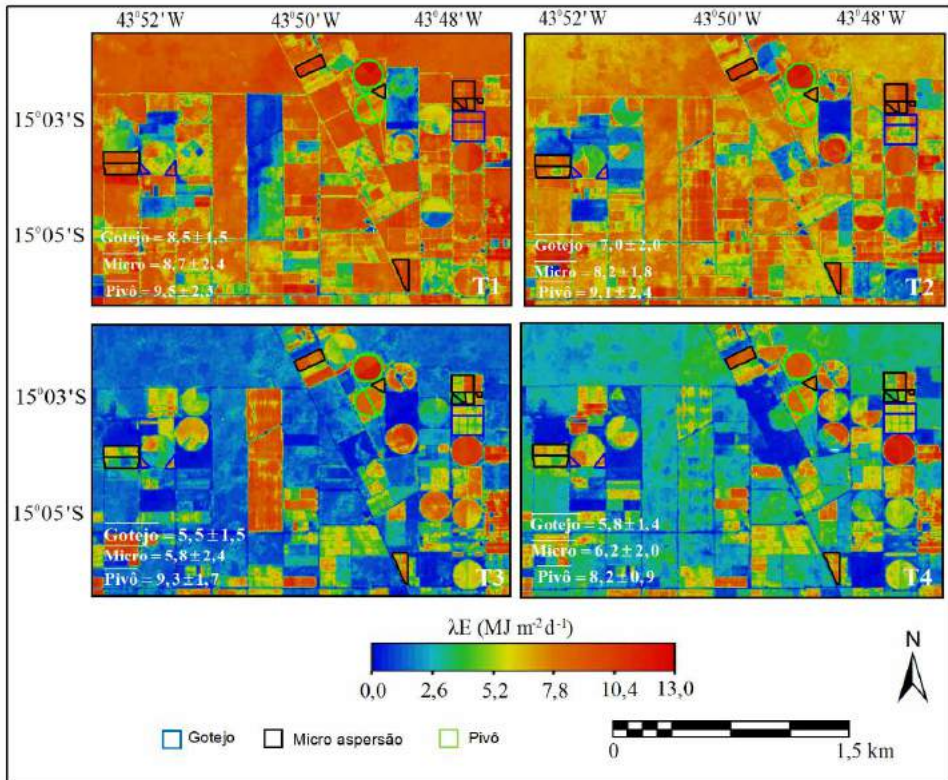 43°52'W 43°50'W 43°48'W 43°52'W 43°50'W 43°48'W
15°03'S
15°05'S
Gotejo = 8,5 ± 1,5
Micro = 8,7 ± 2,4
Pivô = 9,5 ± 2,3
T1
Gotejo = 7,0 ± 2,0
Micro = 8,2 ± 1,8
Pivô = 9,1 ± 2,4
T2
15°03'S
15°05'S
Gotejo = 5,5 ± 1,5
Micro = 5,8 ± 2,4
Pivô = 9,3 ± 1,7
T3
Gotejo = 5,8 ± 1,4
Micro = 6,2 ± 2,0
Pivô = 8,2 ± 0,9
T4
λE (MJ m⁻² d⁻¹)
0,0 2,6 5,2 7,8 10,4 13,0
N
Gotejo Micro aspersão Pivô
0 1,5 km